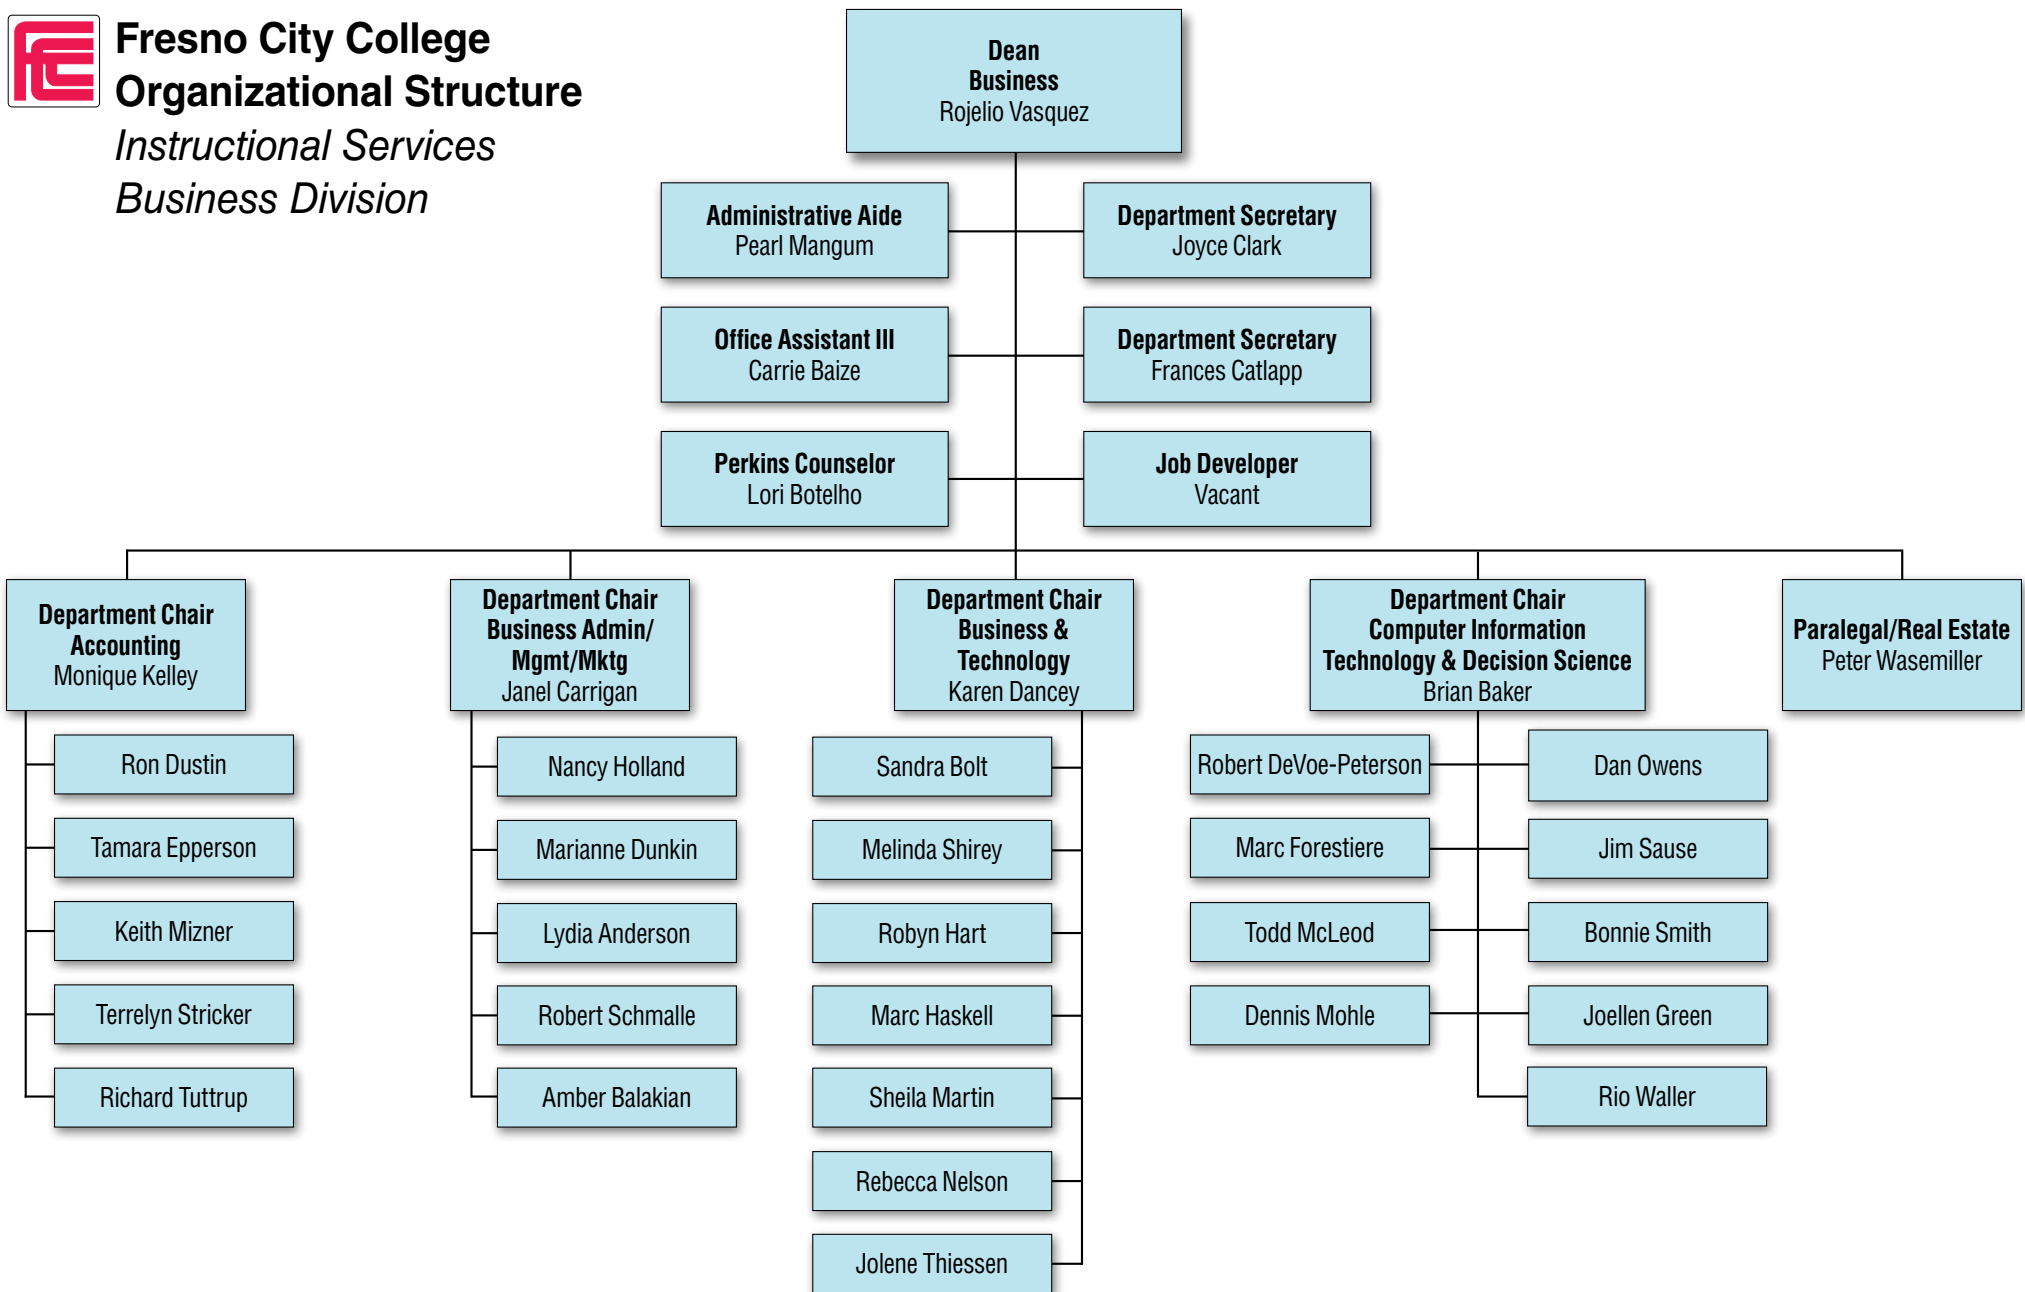 Fresno City College
Organizational Structure
Instructional Services
Business Division
Dean
Business
Rojelio Vasquez
Administrative Aide
Pearl Mangum
Department Secretary
Joyce Clark
Office Assistant III
Carrie Baize
Department Secretary
Frances Catlapp
Perkins Counselor
Lori Botelho
Job Developer
Vacant
Department Chair
Accounting
Monique Kelley
Ron Dustin
Tamara Epperson
Keith Mizner
Terrelyn Stricker
Richard Tuttrup
Department Chair
Business Admin/
Mgmt/Mktg
Janel Carrigan
Nancy Holland
Marianne Dunkin
Lydia Anderson
Robert Schmalle
Amber Balakian
Department Chair
Business &
Technology
Karen Dancey
Sandra Bolt
Melinda Shirey
Robyn Hart
Marc Haskell
Sheila Martin
Rebecca Nelson
Jolene Thiessen
Department Chair
Computer Information
Technology & Decision Science
Brian Baker
Robert DeVoe-Peterson
Marc Forestiere
Todd McLeod
Dennis Mohle
Dan Owens
Jim Sause
Bonnie Smith
Joellen Green
Rio Waller
Paralegal/Real Estate
Peter Wasemiller